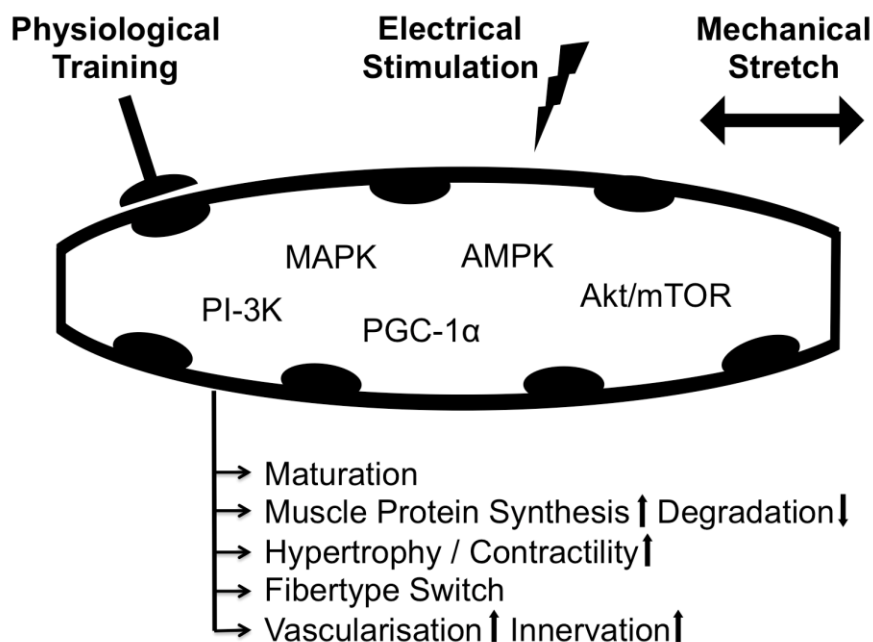 Physiological
Training
Electrical
Stimulation
Mechanical
Stretch
MAPK
AMPK
PI-3K
PGC-1α
Akt/mTOR
Maturation
Muscle Protein Synthesis Degradation
Hypertrophy / Contractility
Fibertype Switch
Vascularisation Innervation